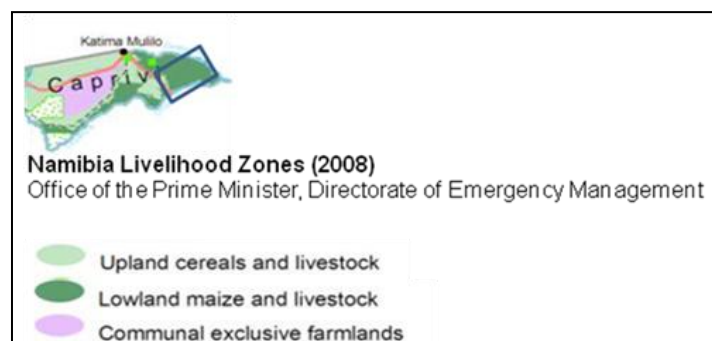 Katima Mulilo
Capriv
Namibia Livelihood Zones (2008)
Office of the Prime Minister, Directorate of Emergency Management
Upland cereals and livestock
Lowland maize and livestock
Communal exclusive farmlands